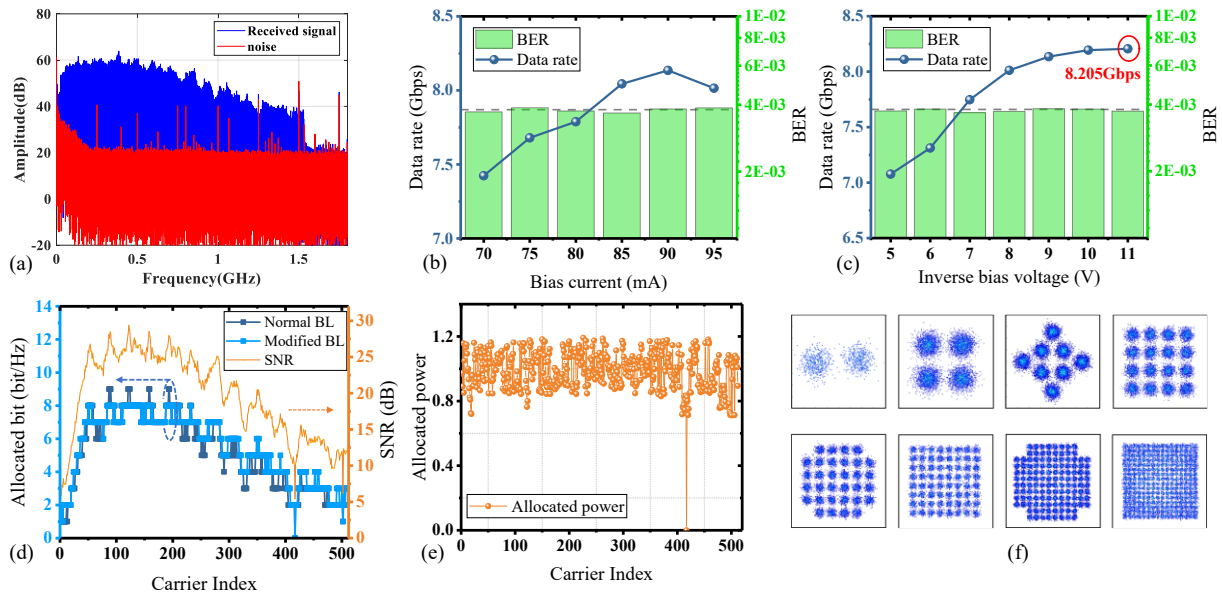 80
60
40
20
0
-20
Amplitude(dB)
0
0.5
1
1.5
Frequency(GHz)
Received signal
noise
(a)
8.5
8.0
7.5
7.0
Data rate (Gbps)
BER
Data rate
1E-02
8E-03
6E-03
4E-03
2E-03
BER
70 75 80 85 90 95
Bias current (mA)
(b)
8.5
8.0
7.5
7.0
6.5
Data rate (Gbps)
BER
Data rate
8.205Gbps
1E-02
8E-03
6E-03
4E-03
2E-03
BER
5 6 7 8 9 10 11
Inverse bias voltage (V)
(c)
14
12
10
8
6
4
2
0
Allocated bit (bit/Hz)
Normal BL
Modified BL
SNR
30
25
20
15
10
5
0
SNR (dB)
0 100 200 300 400 500
Carrier Index
(d)
1.2
0.8
0.4
0.0
Allocated power
Allocated power
0 100 200 300 400 500
Carrier Index
(e)
(f)